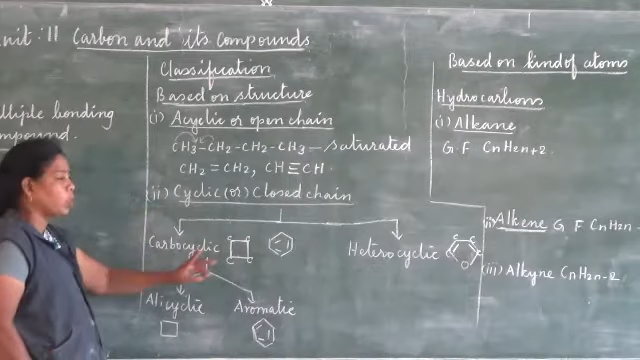 nit: 11 Carbon and its compounds
ultiple bonding
mpound.
Classification
Based on structure
(i) Acyclic or open chain
CH3-CH2-CH2-CH3 - saturated
CH2=CH2, CH≡CH.
(ii) Cyclic (or) Closed chain
Carbocyclic
Heterocyclic
Alicyclic
Aromatic
Based on kind of atoms
Hydrocarbons
(i) Alkane
G.F CnH2n+2.
(ii) Alkene G F CnH2n
(iii) Alkyne CnH2n-2